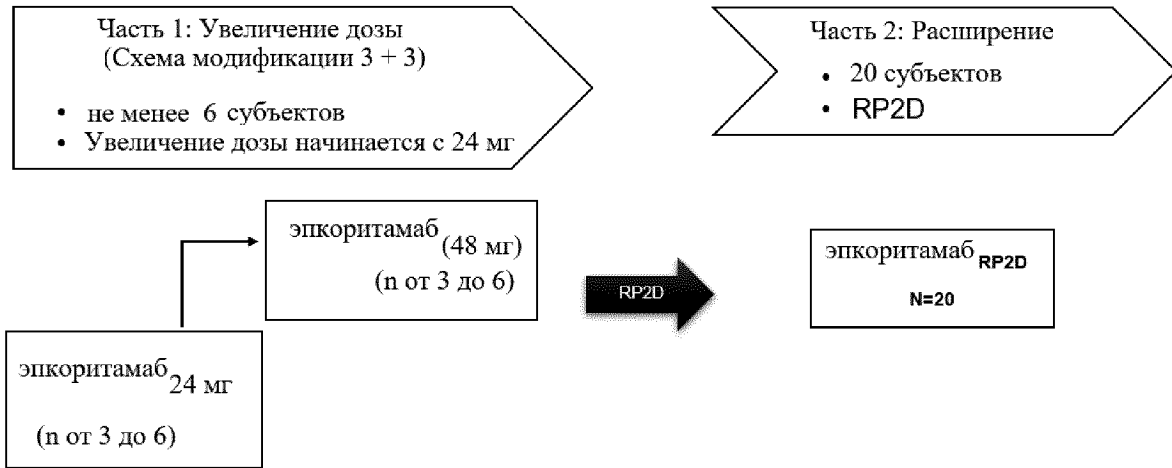 Часть 1: Увеличение дозы
(Схема модификации 3 + 3)
• не менее 6 субъектов
• Увеличение дозы начинается с 24 мг
Часть 2: Расширение
• 20 субъектов
• RP2D
эпкоритамаб (48 мг)
(n от 3 до 6)
RP2D
эпкоритамаб RP2D
N=20
эпкоритамаб 24 мг
(n от 3 до 6)